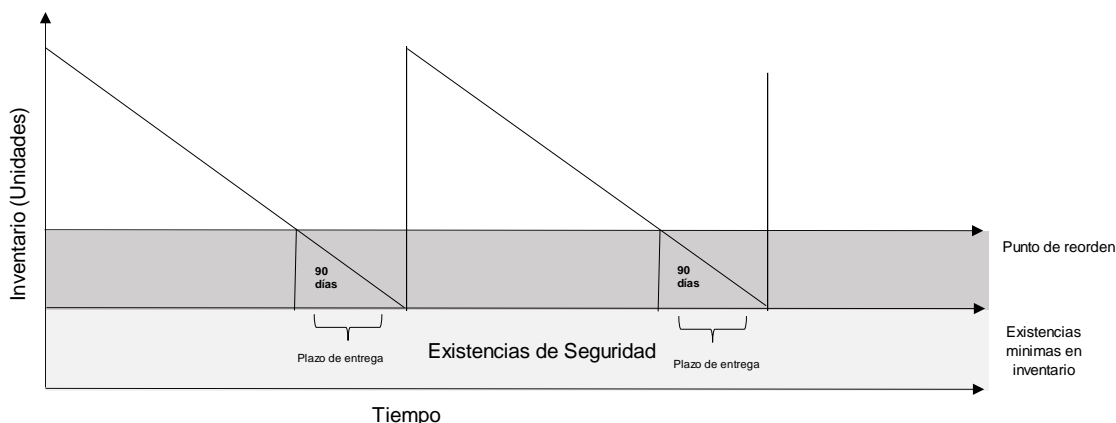 Inventario (Unidades)
Punto de reorden
90
días
90
días
Plazo de entrega
Existencias de Seguridad
Plazo de entrega
Existencias
minimas en
inventario
Tiempo